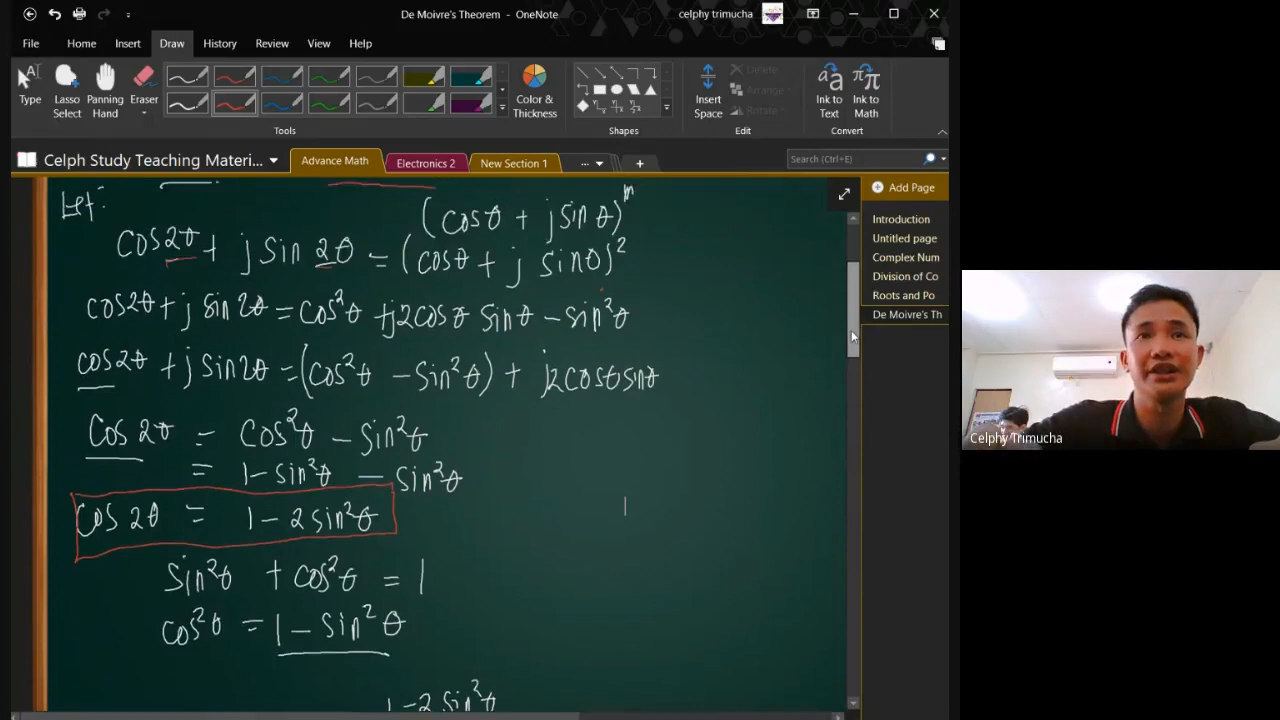 De Moivre's Theorem - OneNote
celphy trimucha
File Home Insert Draw History Review View Help
Type
Lasso Select
Panning Hand
Eraser
Color & Thickness
Insert Space
Delete
Arrange
Rotate
Ink to Text
Ink to Math
Tools
Shapes
Edit
Convert
Celph Study Teaching Materi...
Advance Math
Electronics 2
New Section 1
...
+
Search (Ctrl+E)
Add Page
Introduction
Untitled page
Complex Num
Division of Co
Roots and Po
De Moivre's Th
Let:
(cosθ + j sin θ)^n
cos2θ + j sin 2θ = (cosθ + j sinθ)²
cos2θ + j sin 2θ = cos²θ + j2cosθ sinθ − sin²θ
cos2θ + j sin2θ = (cos²θ − sin²θ) + j2cosθsinθ
Cos 2θ = cos²θ − sin²θ
= 1 − sin²θ − sin²θ
Cos 2θ = 1 − 2 sin²θ
sin²θ + cos²θ = 1
cos²θ = 1 − sin²θ
1 − 2 sin²θ
Celphy Trimucha